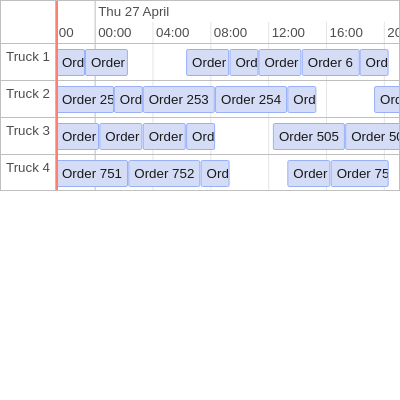 Thu 27 April
00 00:00 04:00 08:00 12:00 16:00 20
Truck 1 Ord Order Order Ord Order Order 6 Ord
Truck 2 Order 25 Ord Order 253 Order 254 Ord Ord
Truck 3 Order Order Order Ord Order 505 Order 50
Truck 4 Order 751 Order 752 Ord Order Order 75